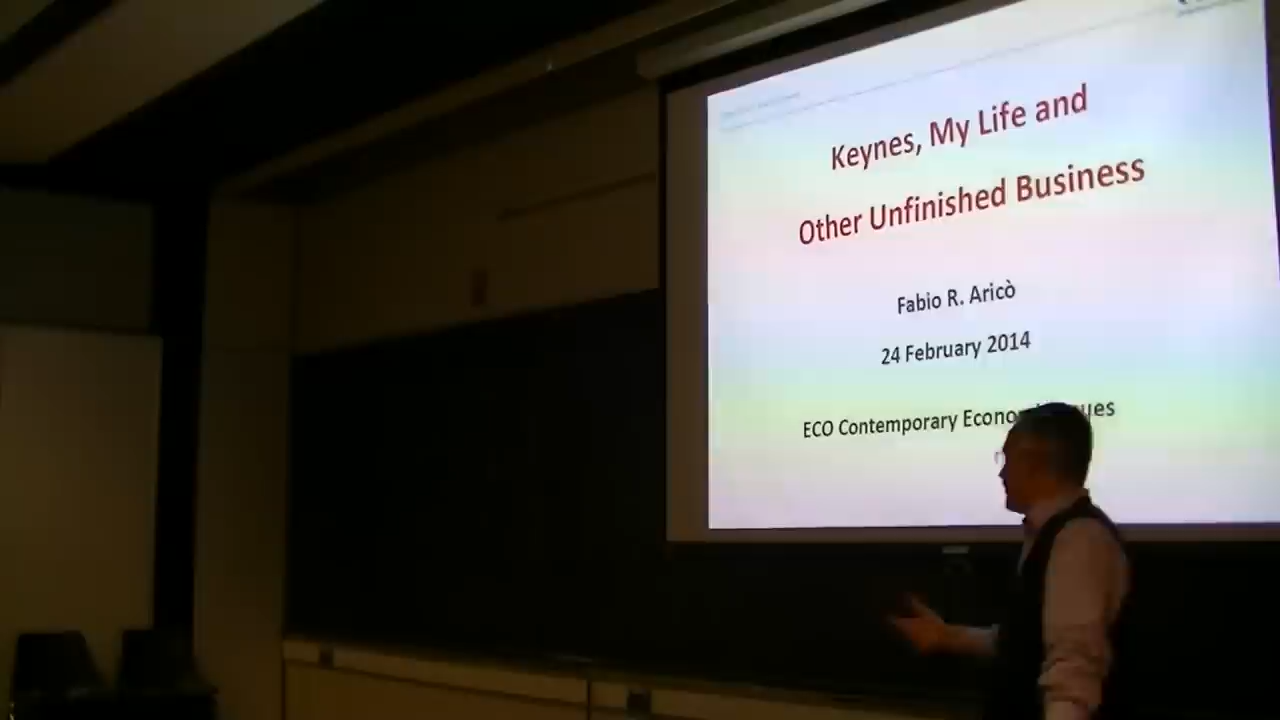 Keynes, My Life and
Other Unfinished Business
Fabio R. Aricò
24 February 2014
ECO Contemporary